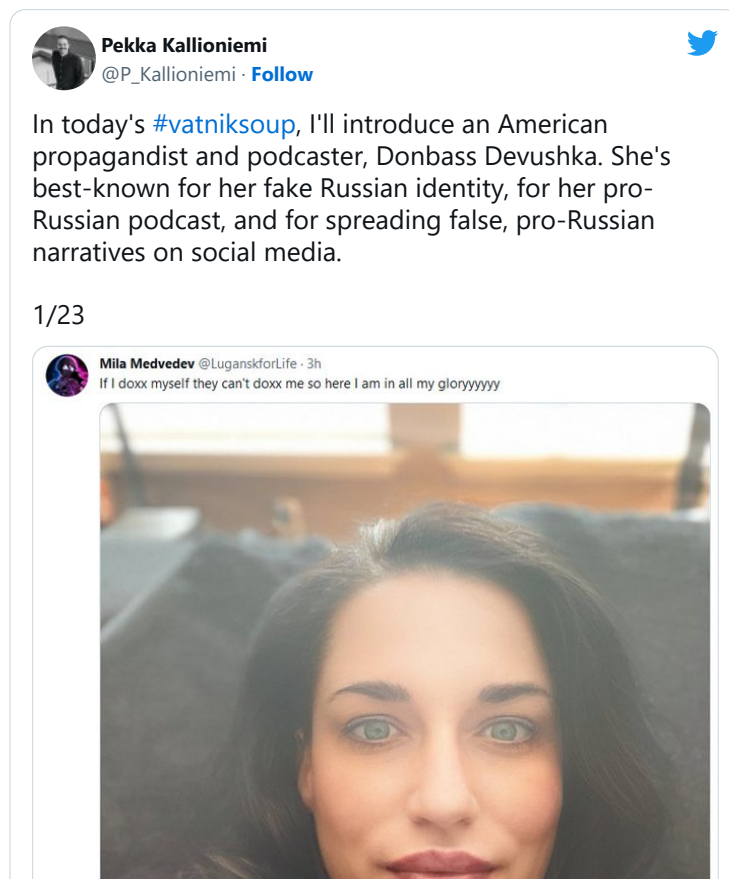 Pekka Kallioniemi
@P_Kallioniemi · Follow
In today's #vatniksoup, I'll introduce an American
propagandist and podcaster, Donbass Devushka. She's
best-known for her fake Russian identity, for her pro-
Russian podcast, and for spreading false, pro-Russian
narratives on social media.
1/23
Mila Medvedev @LuganskforLife · 3h
If I doxx myself they can't doxx me so here I am in all my gloryyyyyy